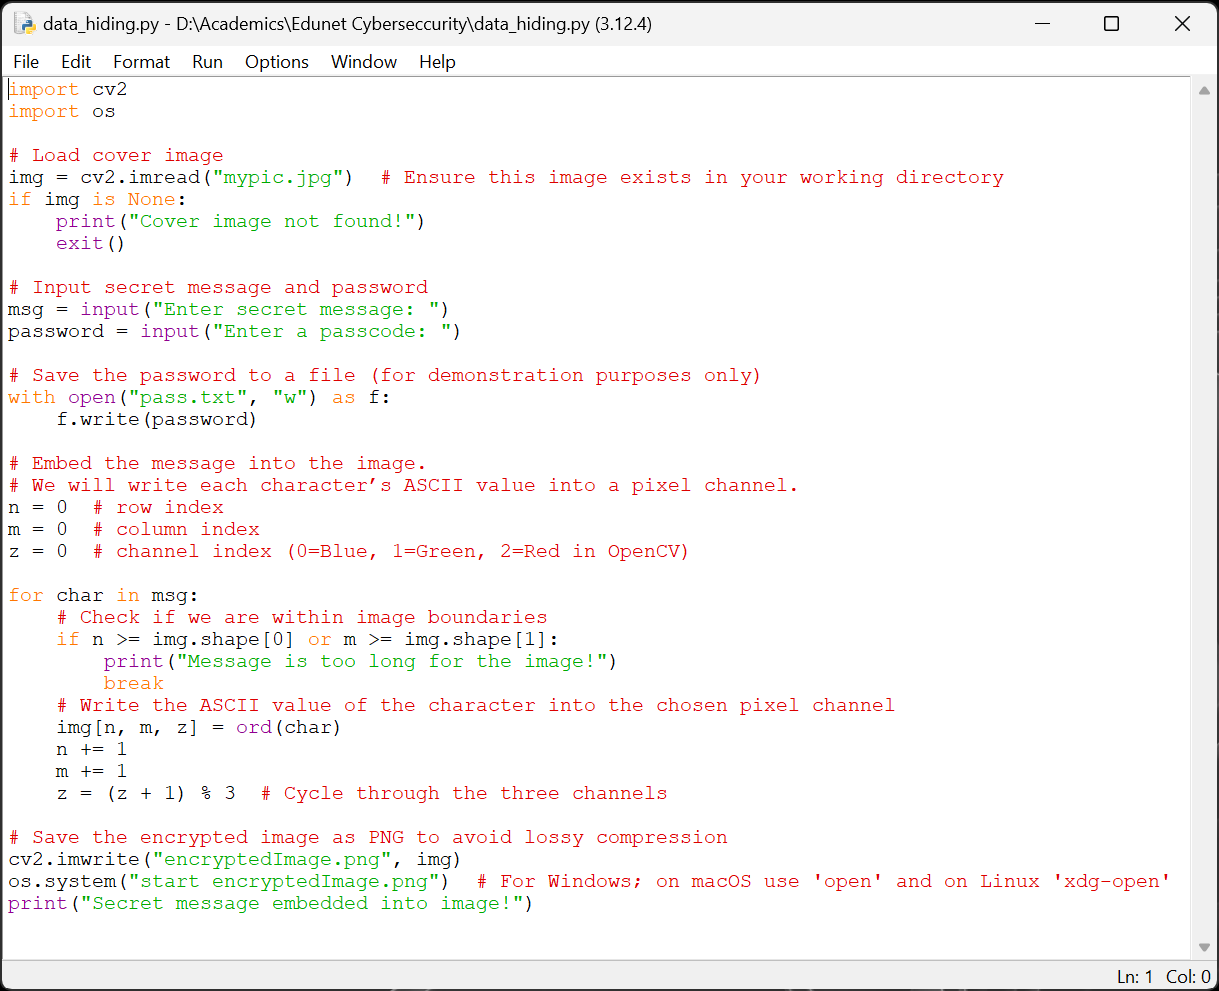 data_hiding.py - D:\Academics\Edunet Cyberseccurity\data_hiding.py (3.12.4)
File Edit Format Run Options Window Help
import cv2
import os

# Load cover image
img = cv2.imread("mypic.jpg")  # Ensure this image exists in your working directory
if img is None:
    print("Cover image not found!")
    exit()

# Input secret message and password
msg = input("Enter secret message: ")
password = input("Enter a passcode: ")

# Save the password to a file (for demonstration purposes only)
with open("pass.txt", "w") as f:
    f.write(password)

# Embed the message into the image.
# We will write each character’s ASCII value into a pixel channel.
n = 0  # row index
m = 0  # column index
z = 0  # channel index (0=Blue, 1=Green, 2=Red in OpenCV)

for char in msg:
    # Check if we are within image boundaries
    if n >= img.shape[0] or m >= img.shape[1]:
        print("Message is too long for the image!")
        break
    # Write the ASCII value of the character into the chosen pixel channel
    img[n, m, z] = ord(char)
    n += 1
    m += 1
    z = (z + 1) % 3  # Cycle through the three channels

# Save the encrypted image as PNG to avoid lossy compression
cv2.imwrite("encryptedImage.png", img)
os.system("start encryptedImage.png")  # For Windows; on macOS use 'open' and on Linux 'xdg-open'
print("Secret message embedded into image!")
Ln: 1 Col: 0